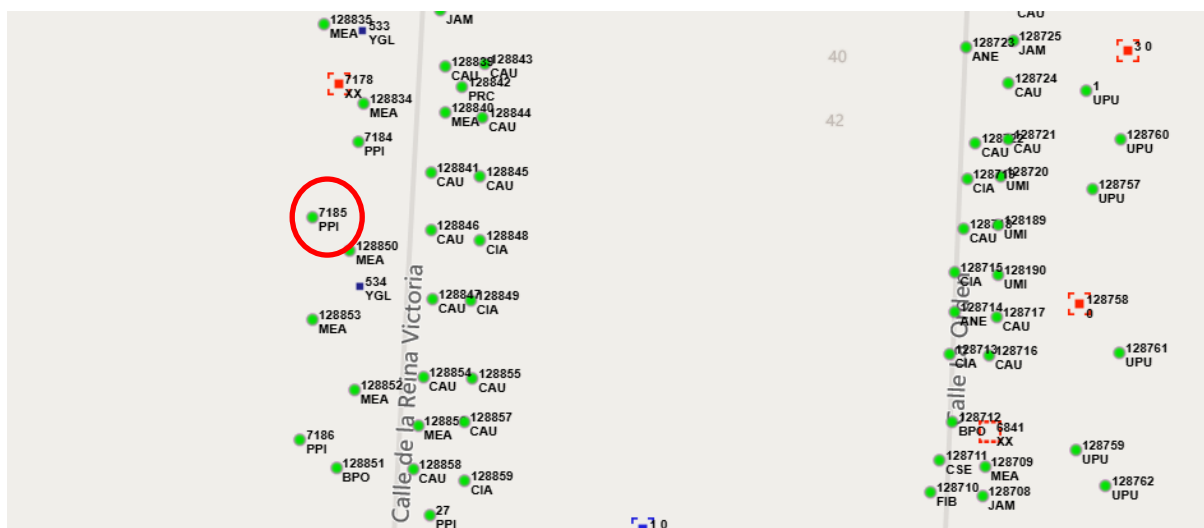 128835
MEA
533
YGL
JAM
7178
XX
128834
MEA
128839
CAU
128843
CAU
128842
PRC
128840
MEA
128844
CAU
7184
PPI
128841
CAU
128845
CAU
7185
PPI
128846
CAU
128848
CIA
128850
MEA
534
YGL
128847
CAU
128849
CIA
128853
MEA
Calle de la Reina Victoria
128854
CAU
128855
CAU
128852
MEA
MEA
128857
CAU
7186
PPI
128851
BPO
128858
CAU
128859
CIA
27
PPI
1 0
40
42
CAU
128723
ANE
128725
JAM
3 0
128724
CAU
1
UPU
CAU
128721
CAU
128760
UPU
CIA
128720
UMI
128757
UPU
CAU
128189
UMI
128715
CIA
128190
UMI
128714
ANE
128717
CAU
128758
0
128713
CIA
128716
CAU
128761
UPU
128712
BPO
6841
XX
128711
CSE
128709
MEA
128759
UPU
128710
FIB
128708
JAM
128762
UPU